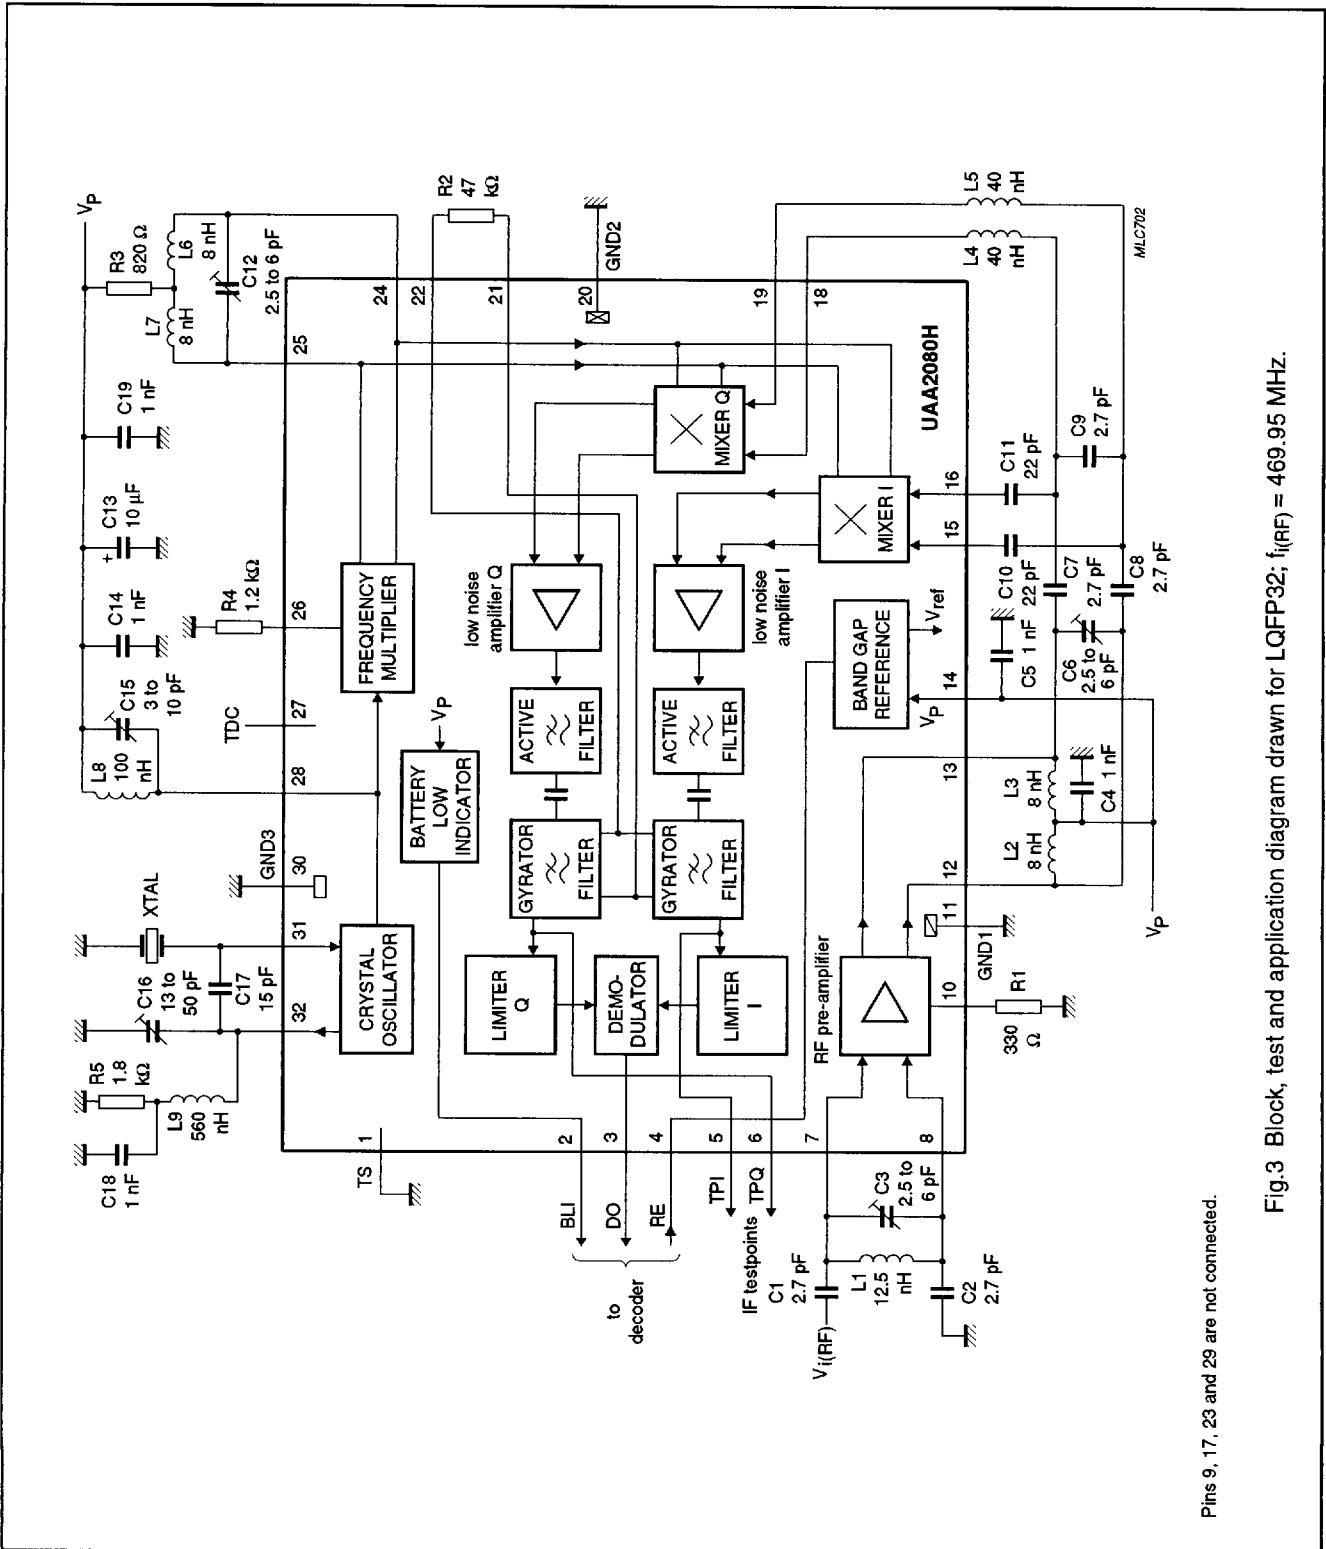 VP
R3
820 Ω
L7
8 nH
L6
8 nH
C12
2.5 to 6 pF
C19
1 nF
C13
10 µF
+
C14
1 nF
C15
3 to
10 pF
L8
100
nH
R4
1.2 kΩ
TDC
GND3
XTAL
C16
13 to
50 pF
C17
15 pF
R5
1.8
kΩ
L9
560
nH
C18
1 nF
R2
47
kΩ
GND2
25
24
22
21
20
19
18
26
27
28
30
31
32
FREQUENCY
MULTIPLIER
BATTERY
LOW
INDICATOR
VP
CRYSTAL
OSCILLATOR
low noise
amplifier Q
ACTIVE
FILTER
GYRATOR
FILTER
LIMITER
Q
DEMO-
DULATOR
LIMITER
I
low noise
amplifier I
ACTIVE
FILTER
GYRATOR
FILTER
MIXER Q
MIXER I
UAA2080H
BAND GAP
REFERENCE
Vref
VP
RF pre-amplifier
TS
1
BLI
2
DO
3
RE
4
TPI
5
TPQ
6
7
8
to
decoder
IF testpoints
C1
2.7 pF
Vi(RF)
L1
12.5
nH
C3
2.5 to
6 pF
C2
2.7 pF
10
R1
330
Ω
11
GND1
12
13
14
15
16
L2
8 nH
L3
8 nH
C4 1 nF
VP
C5 1 nF
C6
2.5 to
6 pF
C7
2.7 pF
C8
2.7 pF
C10
22 pF
C11
22 pF
C9
2.7 pF
L4
40
nH
L5
40
nH
MLC702
Pins 9, 17, 23 and 29 are not connected.
Fig.3 Block, test and application diagram drawn for LQFP32; fi(RF) = 469.95 MHz.